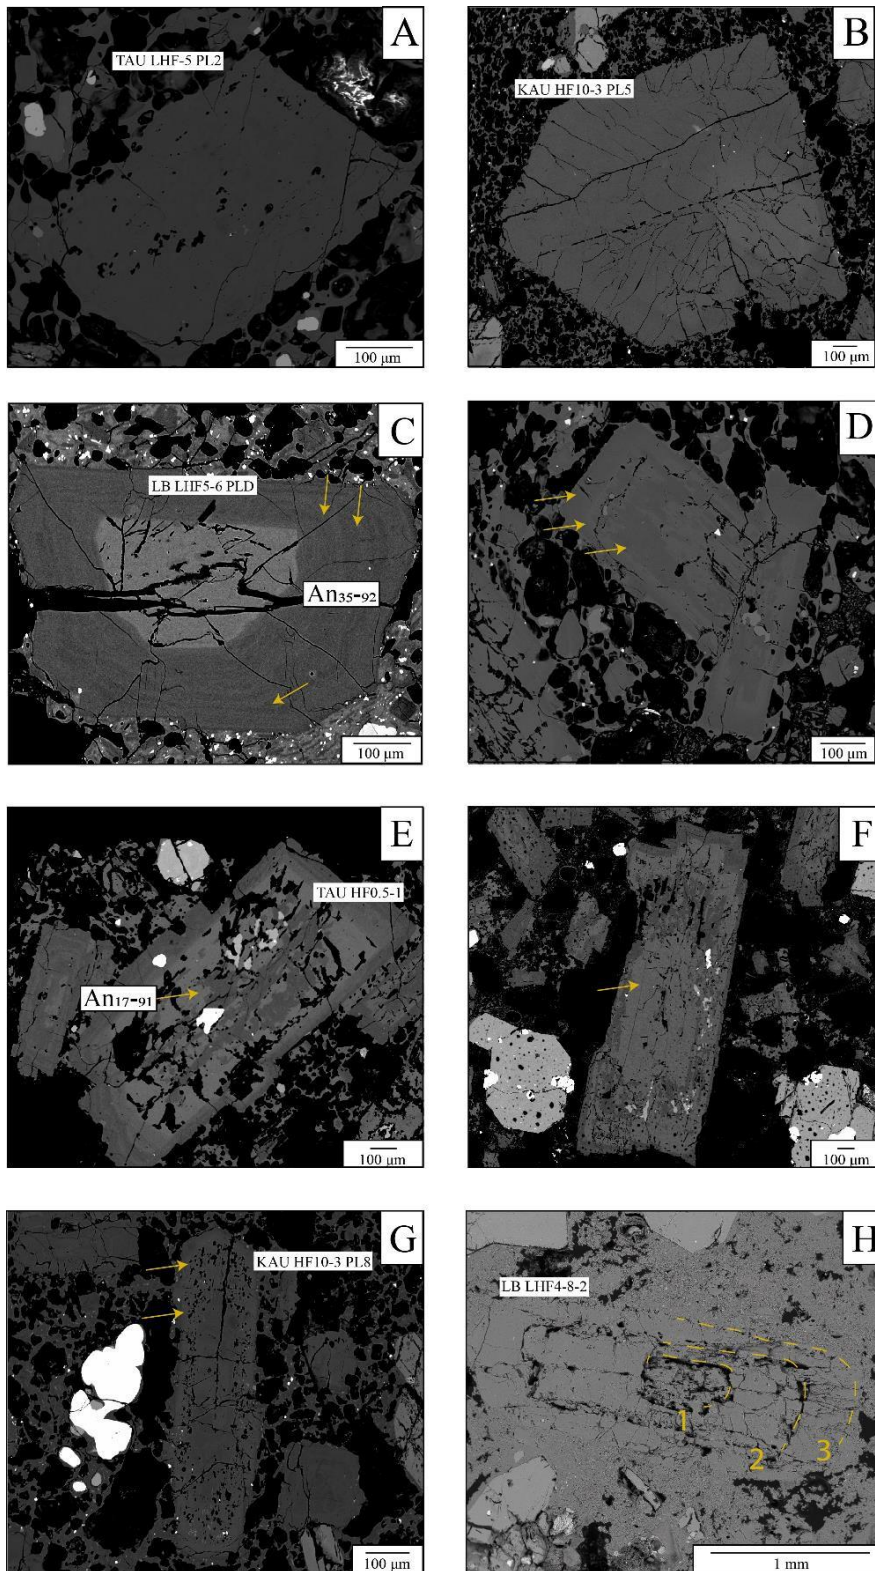 A
TAU LHF-5 PL2
100 μm
B
KAU HF10-3 PL5
100 μm
C
LB LHF5-6 PLD
An35-92
100 μm
D
100 μm
E
TAU HF0.5-1
An17-91
100 μm
F
100 μm
G
KAU HF10-3 PL8
100 μm
H
LB LHF4-8-2
1
2
3
1 mm